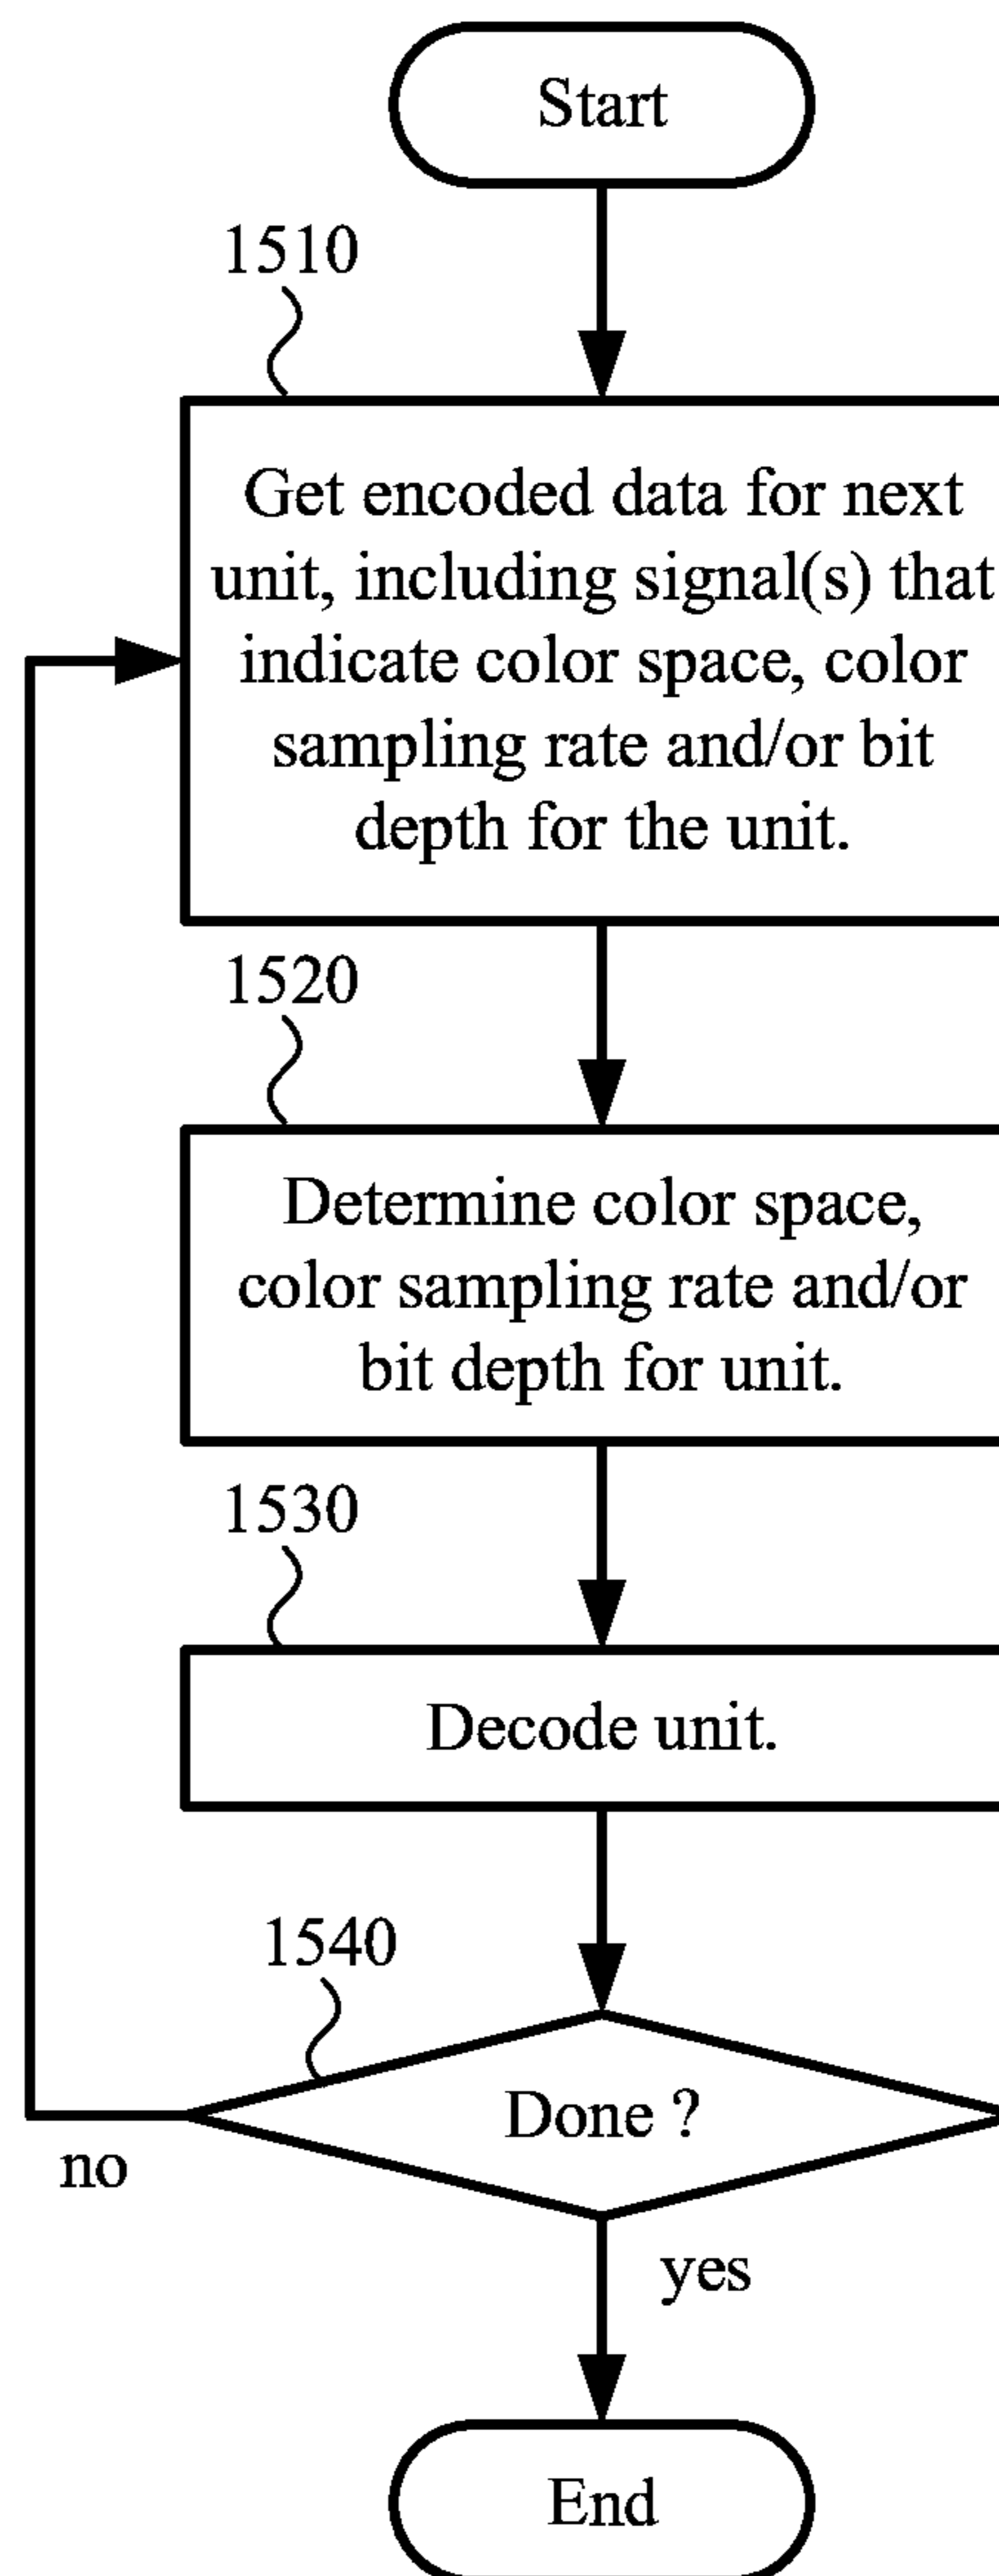 Start
1510
Get encoded data for next
unit, including signal(s) that
indicate color space, color
sampling rate and/or bit
depth for the unit.
1520
Determine color space,
color sampling rate and/or
bit depth for unit.
1530
Decode unit.
1540
Done ?
no
yes
End